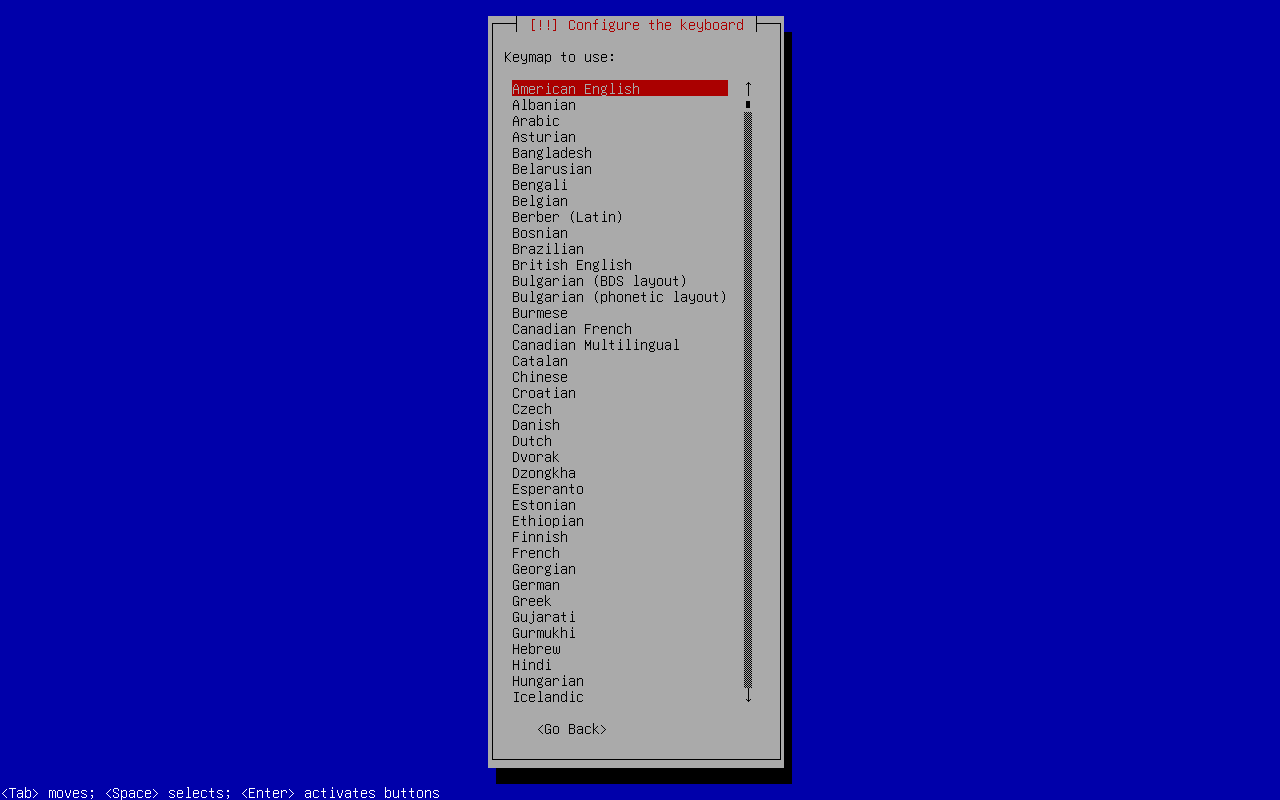 [!!] Configure the keyboard
Keymap to use:
American English
Albanian
Arabic
Asturian
Bangladesh
Belarusian
Bengali
Belgian
Berber (Latin)
Bosnian
Brazilian
British English
Bulgarian (BDS layout)
Bulgarian (phonetic layout)
Burmese
Canadian French
Canadian Multilingual
Catalan
Chinese
Croatian
Czech
Danish
Dutch
Dvorak
Dzongkha
Esperanto
Estonian
Ethiopian
Finnish
French
Georgian
German
Greek
Gujarati
Gurmukhi
Hebrew
Hindi
Hungarian
Icelandic
<Go Back>
<Tab> moves; <Space> selects; <Enter> activates buttons